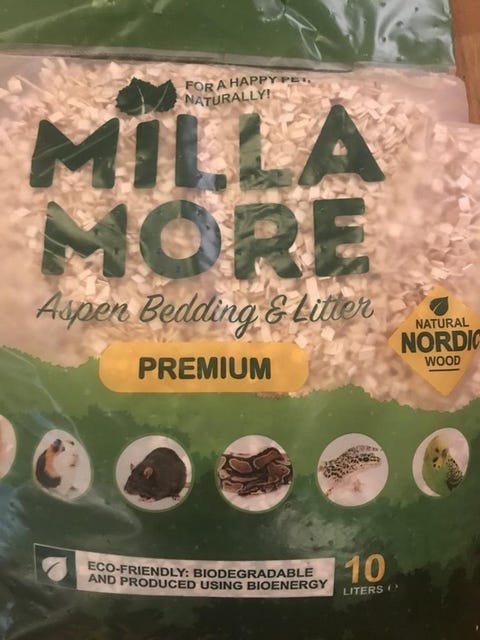 FOR A HAPPY PET,
NATURALLY!
MILLA
MORE
Aspen Bedding & Litter
PREMIUM
NATURAL
NORDIC
WOOD
ECO-FRIENDLY: BIODEGRADABLE
AND PRODUCED USING BIOENERGY
10
LITERS